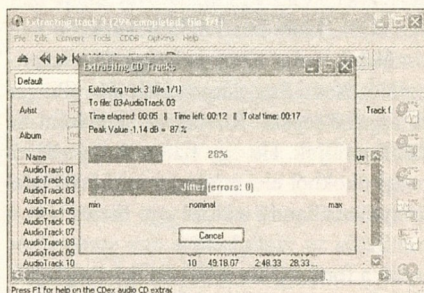 Extracting track 3 (29% completed, file 1/1)
File Edit Convert Tools CDDB Options Help
Extracting CD Tracks
Default
Extracting track 3 (file 1/1)
To file: 03-AudioTrack 03
Artist
Track
Time elapsed: 00:05 || Time left: 00:12 || Total time: 00:17
Peak Value -1,14 dB = 87 %
Album
28%
Name
AudioTrack 01
AudioTrack 02
AudioTrack 03
Jitter (errors: 0)
AudioTrack 04
AudioTrack 05
min nominal max
AudioTrack 06
AudioTrack 07
Cancel
AudioTrack 08
AudioTrack 09
AudioTrack 10 10 49:18.07 2:48.33
Press F1 for help on the CDex audio CD extrac